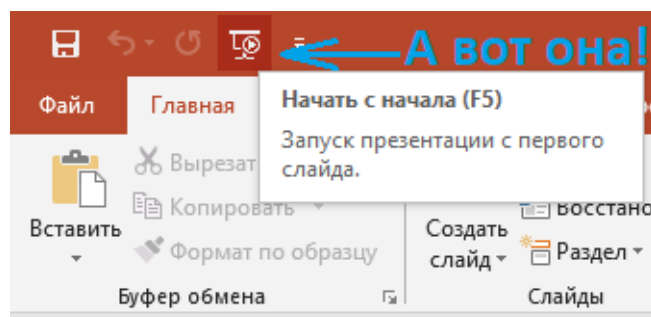 А вот она!
Файл Главная
Начать с начала (F5)
Запуск презентации с первого
слайда.
Вырезат
Копировать
Вставить
Формат по образцу
Создать
слайд
Восстано
Раздел
Буфер обмена
Слайды